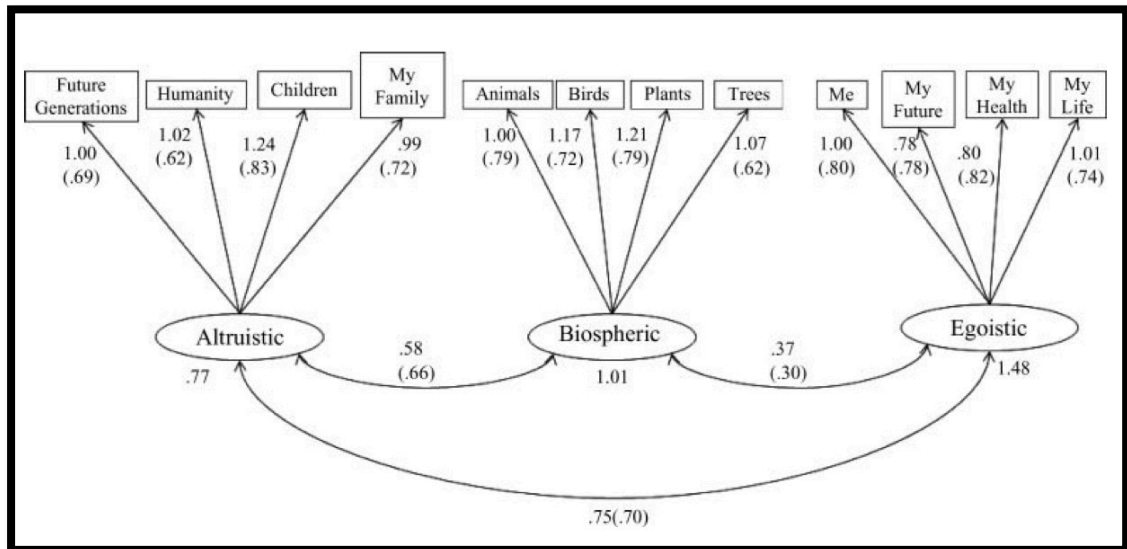 Future
Generations
Humanity
Children
My
Family
Animals
Birds
Plants
Trees
Me
My
Future
My
Health
My
Life
1.00
(.69)
1.02
(.62)
1.24
(.83)
.99
(.72)
1.00
(.79)
1.17
(.72)
1.21
(.79)
1.07
(.62)
1.00
(.80)
.78
(.78)
.80
(.82)
1.01
(.74)
Altruistic
Biospheric
Egoistic
.77
.58
(.66)
1.01
.37
(.30)
1.48
.75(.70)